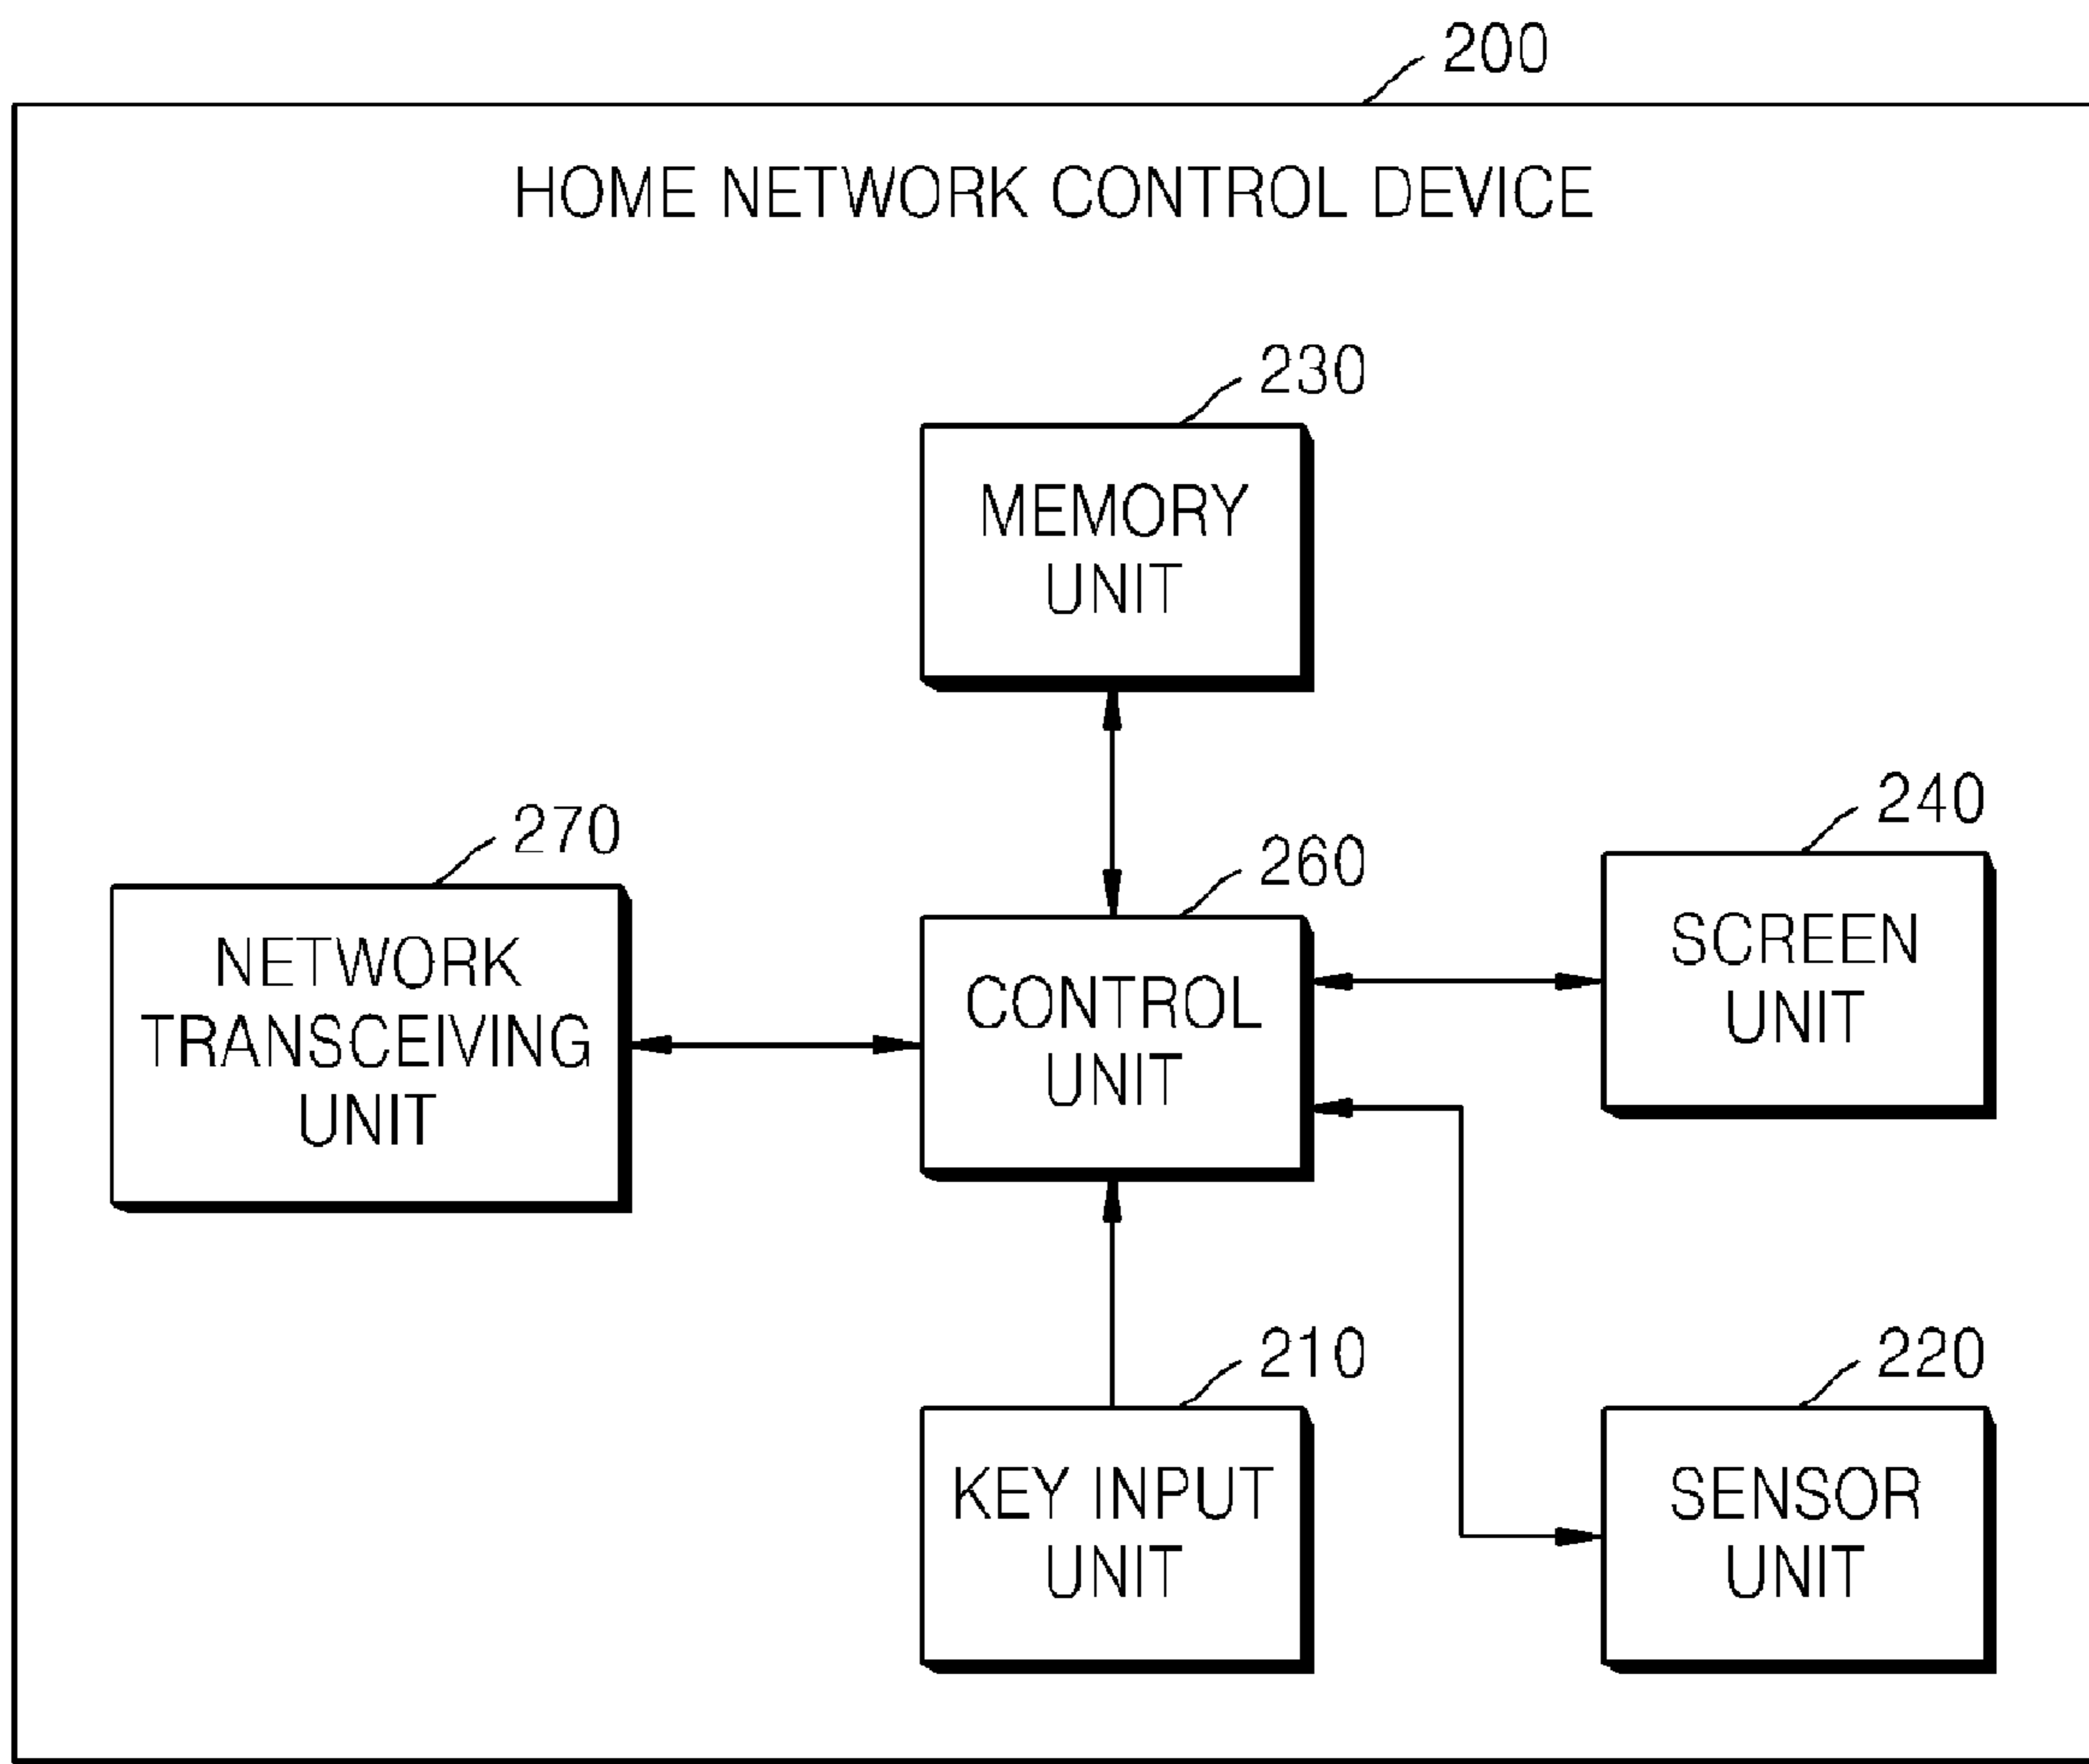 200
HOME NETWORK CONTROL DEVICE
230
MEMORY
UNIT
270
NETWORK
TRANSCEIVING
UNIT
260
CONTROL
UNIT
240
SCREEN
UNIT
210
KEY INPUT
UNIT
220
SENSOR
UNIT